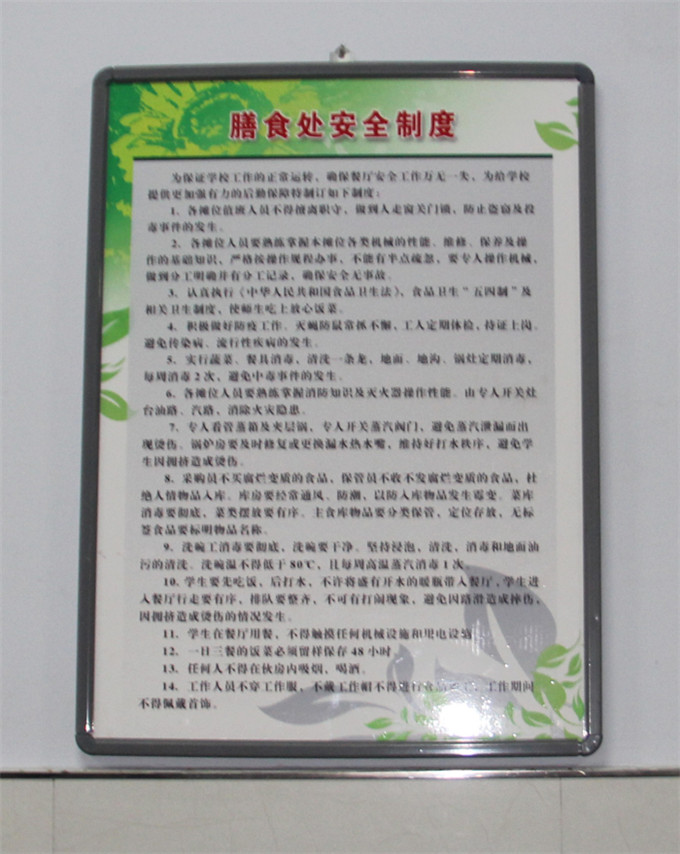 膳食处安全制度
为保证学校工作的正常运转、确保餐厅安全工作万无一失、为给学校
提供更加强有力的后勤保障特制订如下制度：
1、各摊位值班人员不得擅离职守、做到人走窗关门锁，防止盗窃及投
毒事件的发生。
2、各摊位人员要熟练掌握本摊位各类机械的性能、维修、保养及操
作的基础知识，严格按操作规程办事，不能有半点疏忽，要专人操作机械，
做到分工明确并有分工记录，确保安全无事故。
3、认真执行《中华人民共和国食品卫生法》、食品卫生“五四制”及
相关卫生制度，使师生吃上放心饭菜。
4、积极做好防疫工作。灭蝇防鼠常抓不懈、工人定期体检，持证上岗。
避免传染病、流行性疾病的发生。
5、实行蔬菜、餐具消毒，清洗一条龙，地面、地沟、锅灶定期消毒，
每周消毒2次，避免中毒事件的发生。
6、各摊位人员要熟练掌握消防知识及灭火器操作性能。由专人开关灶
台油路、汽路，消除火灾隐患。
7、专人看管蒸箱及夹层锅，专人开关蒸汽阀门，避免蒸汽泄漏而出
现烫伤。锅炉房要及时修复或更换漏水热水嘴，维持好打水秩序，避免学
生因拥挤造成烫伤。
8、采购员不买腐烂变质的食品，保管员不收不发腐烂变质的食品，杜
绝人情物品入库。库房要经常通风、防潮，以防入库物品发生霉变。菜库
消毒要彻底，菜类摆放要有序。主食库物品要分类保管，定位存放，无标
签食品要标明物品名称。
9、洗碗工消毒要彻底，洗碗要干净。坚持浸泡，清洗，消毒和地面油
污的清洗。洗碗温不得低于80℃，且每周高温蒸汽消毒1次。
10、学生要先吃饭，后打水，不许将盛有开水的暖瓶带入餐厅，学生进
入餐厅行走要有序，排队要整齐，不可有打闹现象，避免因路滑造成摔伤，
因拥挤造成烫伤的情况发生。
11、学生在餐厅用餐，不得触摸任何机械设施和用电设施
12、一日三餐的饭菜必须留样保存48小时
13、任何人不得在伙房内吸烟，喝酒。
14、工作人员不穿工作服，不戴工作帽不得进行 工作期间
不得佩戴首饰。